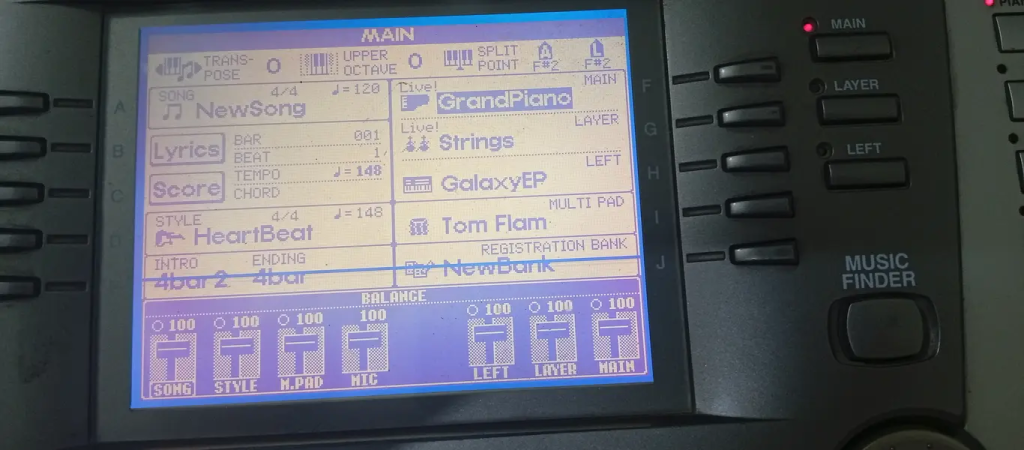 MAIN
TRANS-
POSE 0
UPPER
OCTAVE 0
SPLIT
POINT
A
F#2
L
F#2
SONG 4/4 ♩=120
NewSong
Lyrics
BAR 001
BEAT 1
Score
TEMPO ♩=148
CHORD
STYLE 4/4 ♩=148
HeartBeat
INTRO ENDING
4bar 2 4bar
MAIN
Live!
GrandPiano
LAYER
Live!
Strings
LEFT
GalaxyEP
MULTI PAD
Tom Flam
REGISTRATION BANK
NewBank
BALANCE
100 100 100 100 100 100 100
SONG STYLE M.PAD MIC LEFT LAYER MAIN
A
B
C
D
F
G
H
I
J
MAIN
LAYER
LEFT
MUSIC
FINDER